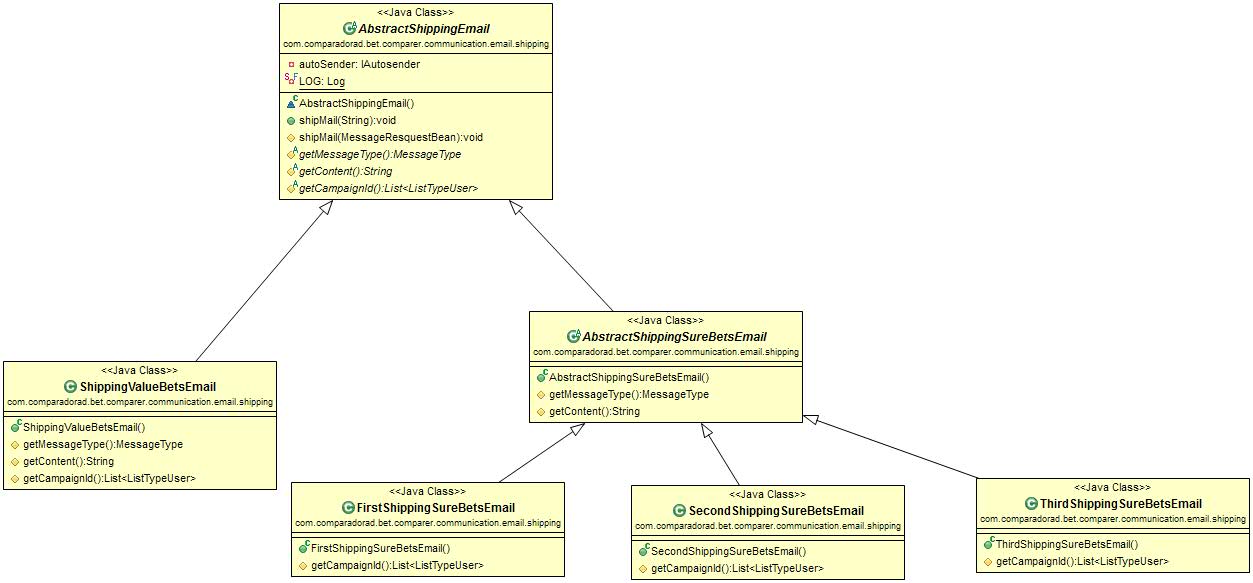 <<Java Class>>
AbstractShippingEmail
com.comparadorad.bet.comparer.communication.email.shipping
autoSender: IAutosender
LOG: Log
AbstractShippingEmail()
shipMail(String):void
shipMail(MessageResquestBean):void
getMessageType():MessageType
getContent():String
getCampaignId():List<ListTypeUser>
<<Java Class>>
AbstractShippingSureBetsEmail
com.comparadorad.bet.comparer.communication.email.shipping
AbstractShippingSureBetsEmail()
getMessageType():MessageType
getContent():String
<<Java Class>>
ShippingValueBetsEmail
com.comparadorad.bet.comparer.communication.email.shipping
ShippingValueBetsEmail()
getMessageType():MessageType
getContent():String
getCampaignId():List<ListTypeUser>
<<Java Class>>
FirstShippingSureBetsEmail
com.comparadorad.bet.comparer.communication.email.shipping
FirstShippingSureBetsEmail()
getCampaignId():List<ListTypeUser>
<<Java Class>>
SecondShippingSureBetsEmail
com.comparadorad.bet.comparer.communication.email.shipping
SecondShippingSureBetsEmail()
getCampaignId():List<ListTypeUser>
<<Java Class>>
ThirdShippingSureBetsEmail
com.comparadorad.bet.comparer.communication.email.shipping
ThirdShippingSureBetsEmail()
getCampaignId():List<ListTypeUser>